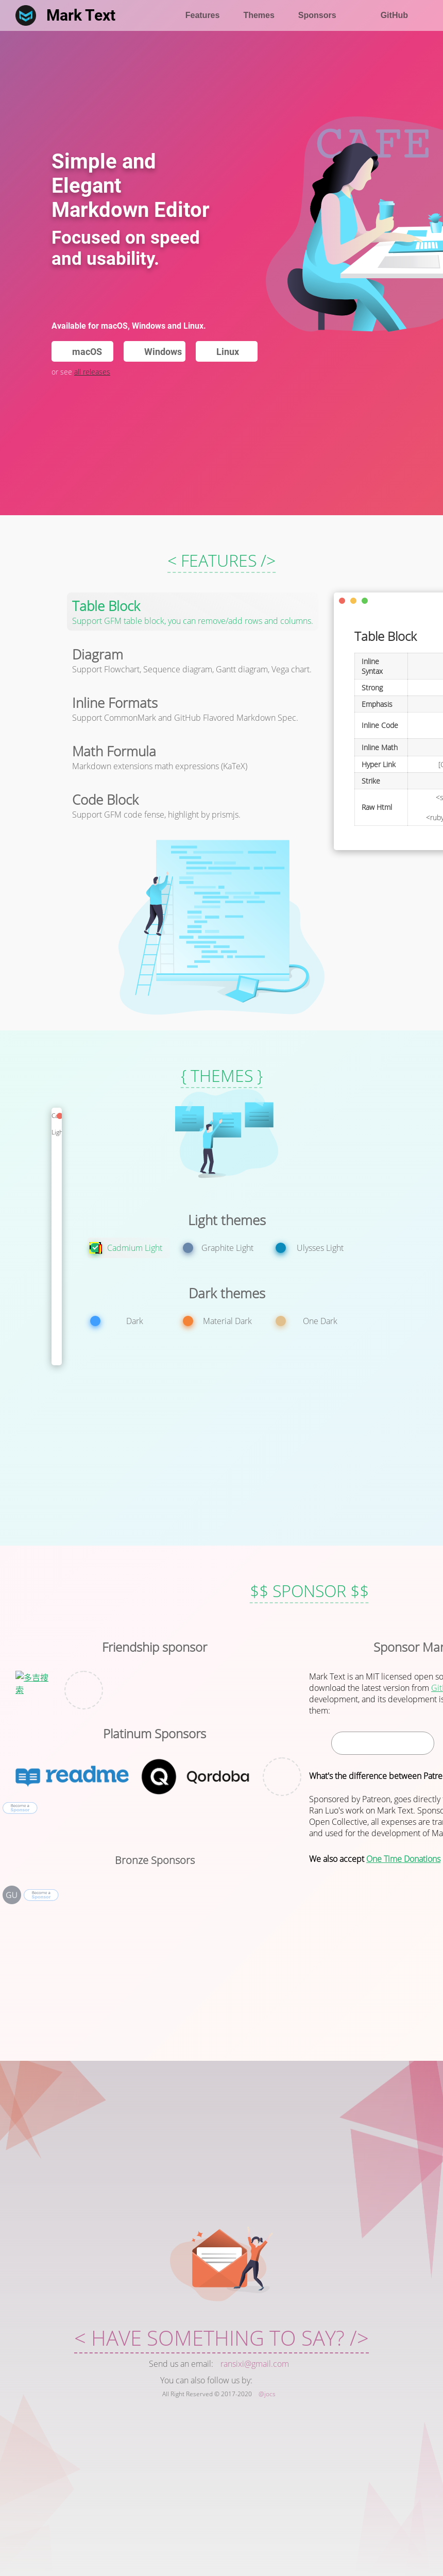 Mark Text
Features
Themes
Sponsors
GitHub
CAFE
Simple and
Elegant
Markdown Editor
Focused on speed
and usability.
Available for macOS, Windows and Linux.
macOS
Windows
Linux
or see all releases
< FEATURES />
Table Block
Support GFM table block, you can remove/add rows and columns.
Diagram
Support Flowchart, Sequence diagram, Gantt diagram, Vega chart.
Inline Formats
Support CommonMark and GitHub Flavored Markdown Spec.
Math Formula
Markdown extensions math expressions (KaTeX)
Code Block
Support GFM code fense, highlight by prismjs.
Table Block
Inline
Syntax
Strong
Emphasis
Inline Code
Inline Math
Hyper Link
Strike
Raw Html
<ruby
{ THEMES }
Light themes
Cadmium Light
Graphite Light
Ulysses Light
Dark themes
Dark
Material Dark
One Dark
$$ SPONSOR $$
Friendship sponsor
多吉搜
索
Platinum Sponsors
readme
Qordoba
Become a
Sponsor
Bronze Sponsors
GU
Become a
Sponsor
Sponsor Mar
Mark Text is an MIT licensed open so
download the latest version from Git
development, and its development is
them:
What's the difference between Patre
Sponsored by Patreon, goes directly
Ran Luo's work on Mark Text. Sponso
Open Collective, all expenses are tran
and used for the development of Ma
We also accept One Time Donations
< HAVE SOMETHING TO SAY? />
Send us an email: ransixi@gmail.com
You can also follow us by:
All Right Reserved © 2017-2020 @jocs